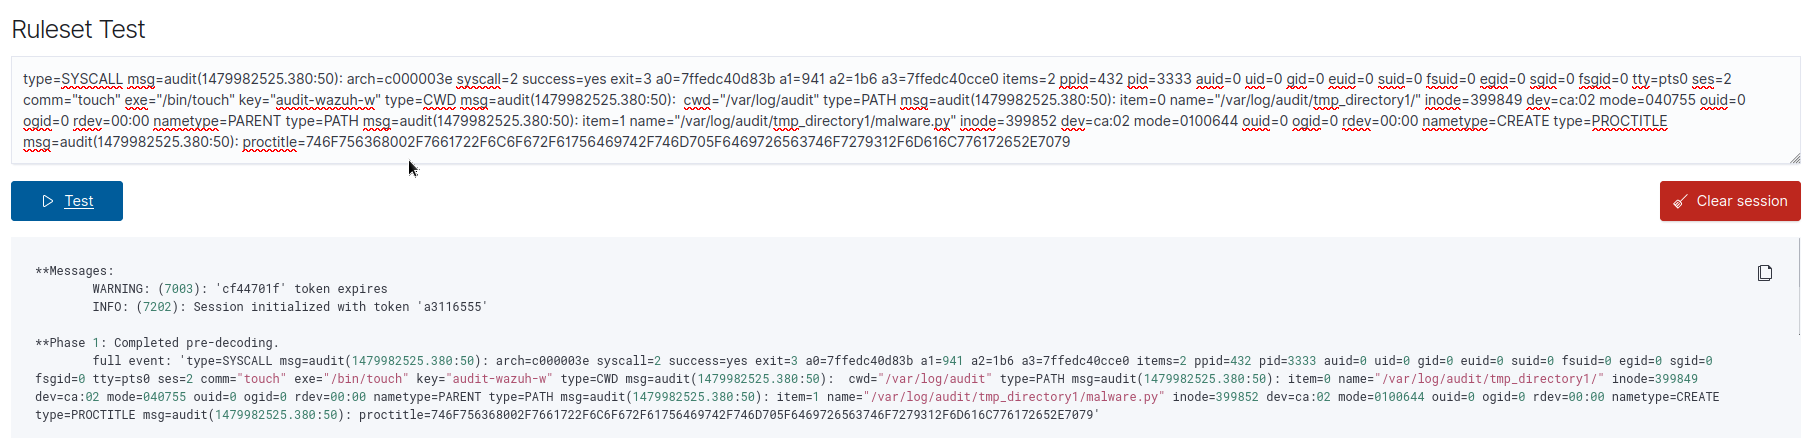 Ruleset Test
type=SYSCALL msg=audit(1479982525.380:50): arch=c000003e syscall=2 success=yes exit=3 a0=7ffedc40d83b a1=941 a2=1b6 a3=7ffedc40cce0 items=2 ppid=432 pid=3333 auid=0 uid=0 gid=0 euid=0 suid=0 fsuid=0 egid=0 sgid=0 fsgid=0 tty=pts0 ses=2
comm="touch" exe="/bin/touch" key="audit-wazuh-w" type=CWD msg=audit(1479982525.380:50):  cwd="/var/log/audit" type=PATH msg=audit(1479982525.380:50): item=0 name="/var/log/audit/tmp_directory1/" inode=399849 dev=ca:02 mode=040755 ouid=0
ogid=0 rdev=00:00 nametype=PARENT type=PATH msg=audit(1479982525.380:50): item=1 name="/var/log/audit/tmp_directory1/malware.py" inode=399852 dev=ca:02 mode=0100644 ouid=0 ogid=0 rdev=00:00 nametype=CREATE type=PROCTITLE
msg=audit(1479982525.380:50): proctitle=746F756368002F7661722F6C6F672F61756469742F746D705F6469726563746F7279312F6D616C776172652E7079
Test
Clear session
**Messages:
WARNING: (7003): 'cf44701f' token expires
INFO: (7202): Session initialized with token 'a3116555'
**Phase 1: Completed pre-decoding.
full event: 'type=SYSCALL msg=audit(1479982525.380:50): arch=c000003e syscall=2 success=yes exit=3 a0=7ffedc40d83b a1=941 a2=1b6 a3=7ffedc40cce0 items=2 ppid=432 pid=3333 auid=0 uid=0 gid=0 euid=0 suid=0 fsuid=0 egid=0 sgid=0
fsgid=0 tty=pts0 ses=2 comm="touch" exe="/bin/touch" key="audit-wazuh-w" type=CWD msg=audit(1479982525.380:50):  cwd="/var/log/audit" type=PATH msg=audit(1479982525.380:50): item=0 name="/var/log/audit/tmp_directory1/" inode=399849
dev=ca:02 mode=040755 ouid=0 ogid=0 rdev=00:00 nametype=PARENT type=PATH msg=audit(1479982525.380:50): item=1 name="/var/log/audit/tmp_directory1/malware.py" inode=399852 dev=ca:02 mode=0100644 ouid=0 ogid=0 rdev=00:00 nametype=CREATE
type=PROCTITLE msg=audit(1479982525.380:50): proctitle=746F756368002F7661722F6C6F672F61756469742F746D705F6469726563746F7279312F6D616C776172652E7079'